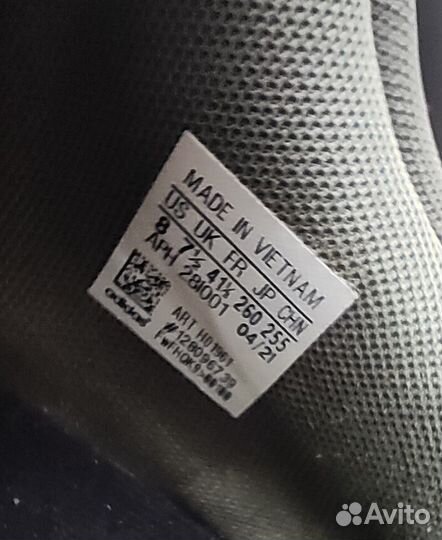 MADE IN VIETNAM
US UK FR JP CHN
8 7½ 41⅓ 260 255
APH 281001 04/21
adidas
ART H01961
Avito